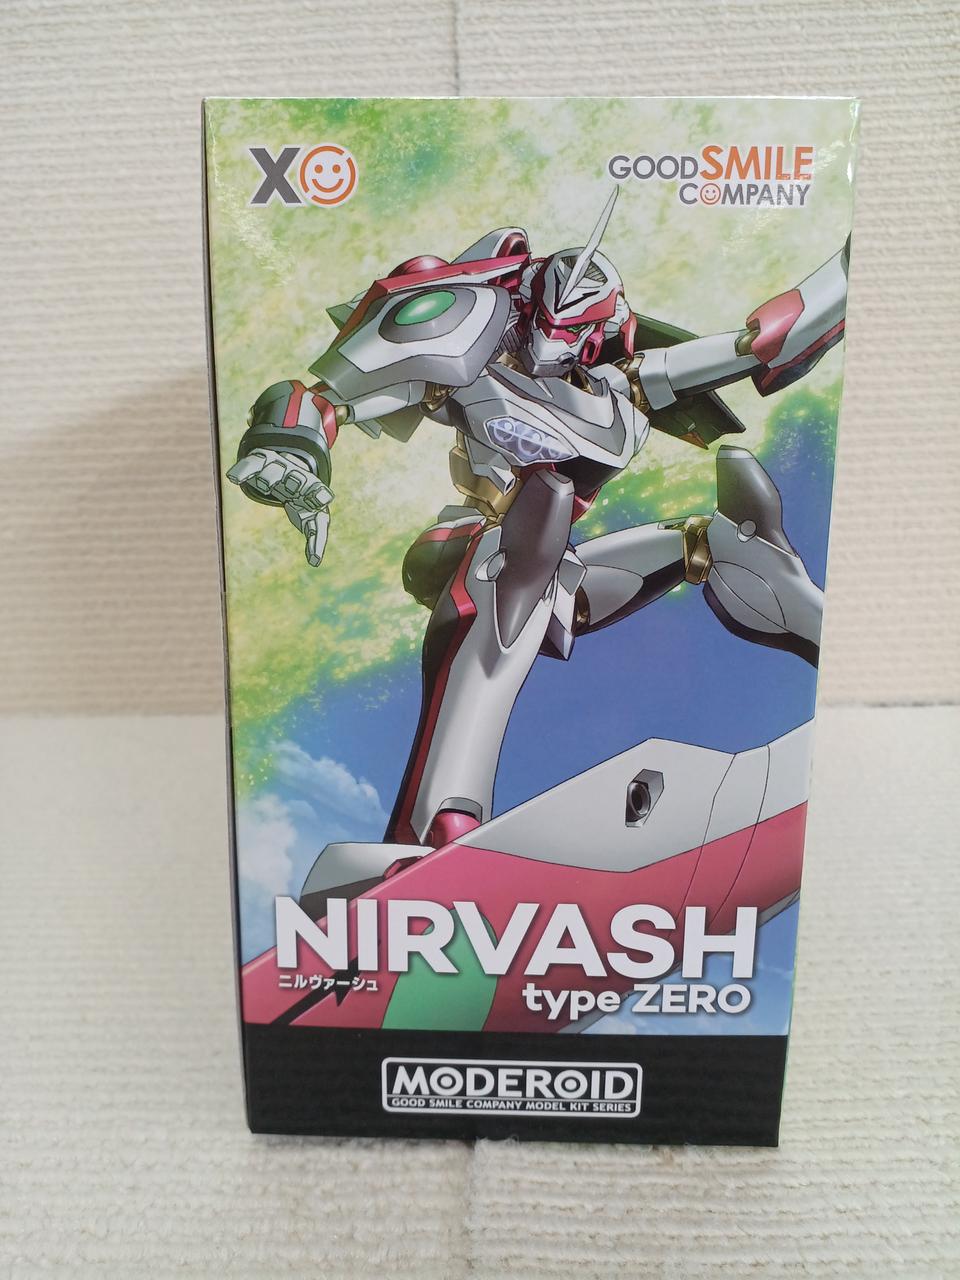 XO
GOOD SMILE
COMPANY
NIRVASH
ニルヴァーシュ
type ZERO
MODEROID
GOOD SMILE COMPANY MODEL KIT SERIES